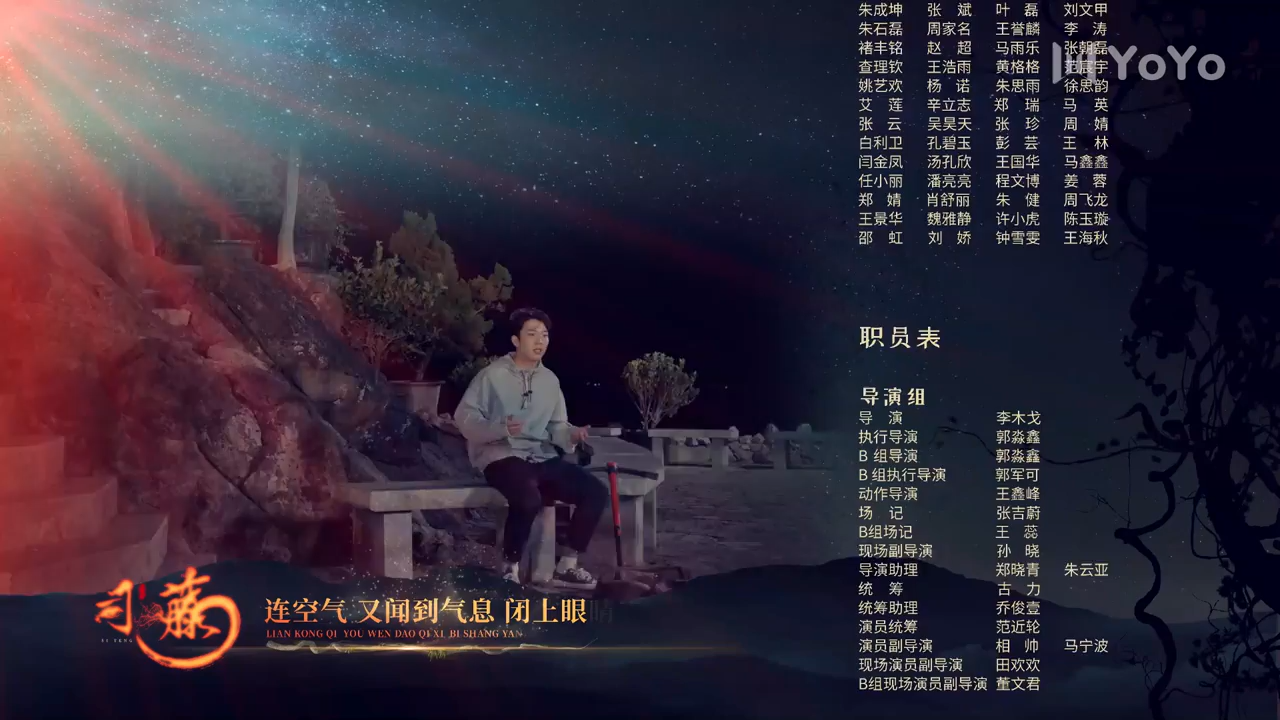 朱成坤 张斌 叶磊 刘文甲
朱石磊 周家名 王誉麟 李涛
褚丰铭 赵超 马雨乐 张朝磊
查理钦 王浩雨 黄格格 范宸宇
YoYo
姚艺欢 杨诺 朱思雨 徐思韵
艾莲 辛立志 郑瑞 马英
张云 吴昊天 张珍 周婧
白利卫 孔碧玉 彭芸 王林
闫金凤 汤孔欣 王国华 马鑫鑫
任小丽 潘亮亮 程文博 姜蓉
郑婧 肖舒丽 朱健 周飞龙
王景华 魏雅静 许小虎 陈玉璇
邵虹 刘娇 钟雪雯 王海秋
职员表
导演组
导演 李木戈
执行导演 郭淼鑫
B组导演 郭淼鑫
B组执行导演 郭军可
动作导演 王鑫峰
场记 张吉蔚
B组场记 王蕊
现场副导演 孙晓
导演助理 郑晓青 朱云亚
统筹 古力
统筹助理 乔俊壹
演员统筹 范近轮
演员副导演 相帅 马宁波
现场演员副导演 田欢欢
B组现场演员副导演 董文君
司藤
SI TENG
连空气 又闻到气息 闭上眼睛
LIAN KONG QI YOU WEN DAO QI XI BI SHANG YAN